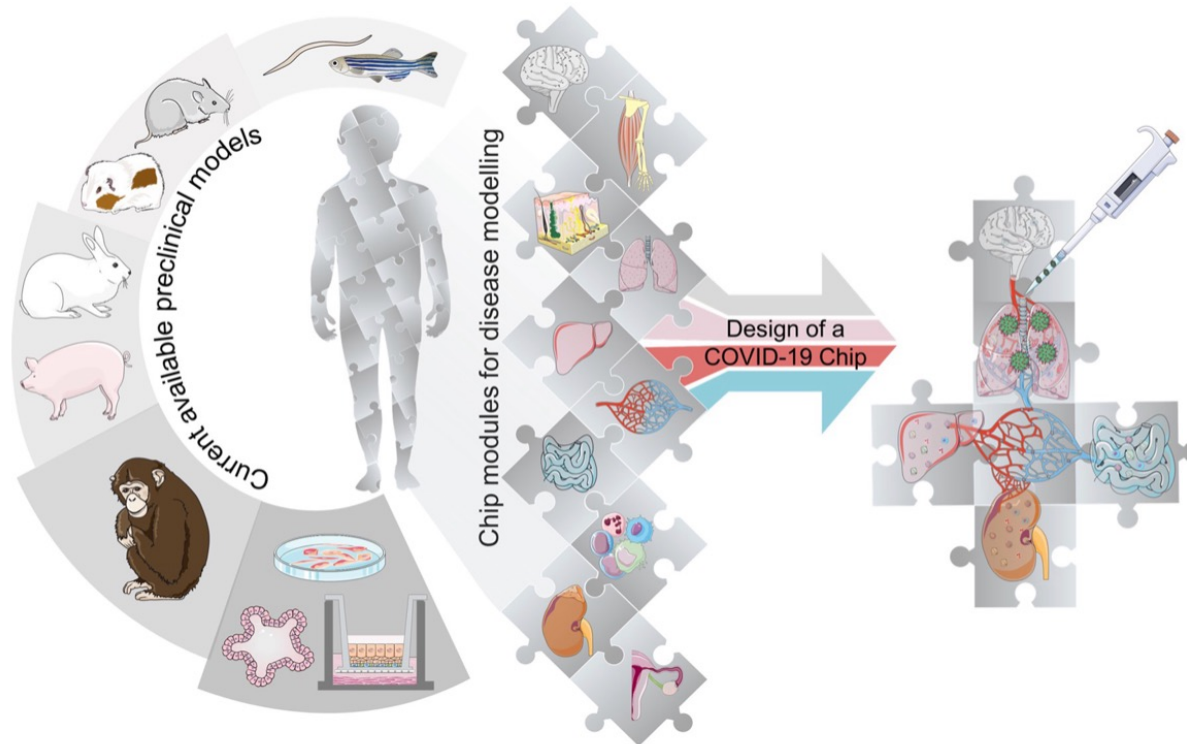 Current available preclinical models
Chip modules for disease modelling
Design of a
COVID-19 Chip